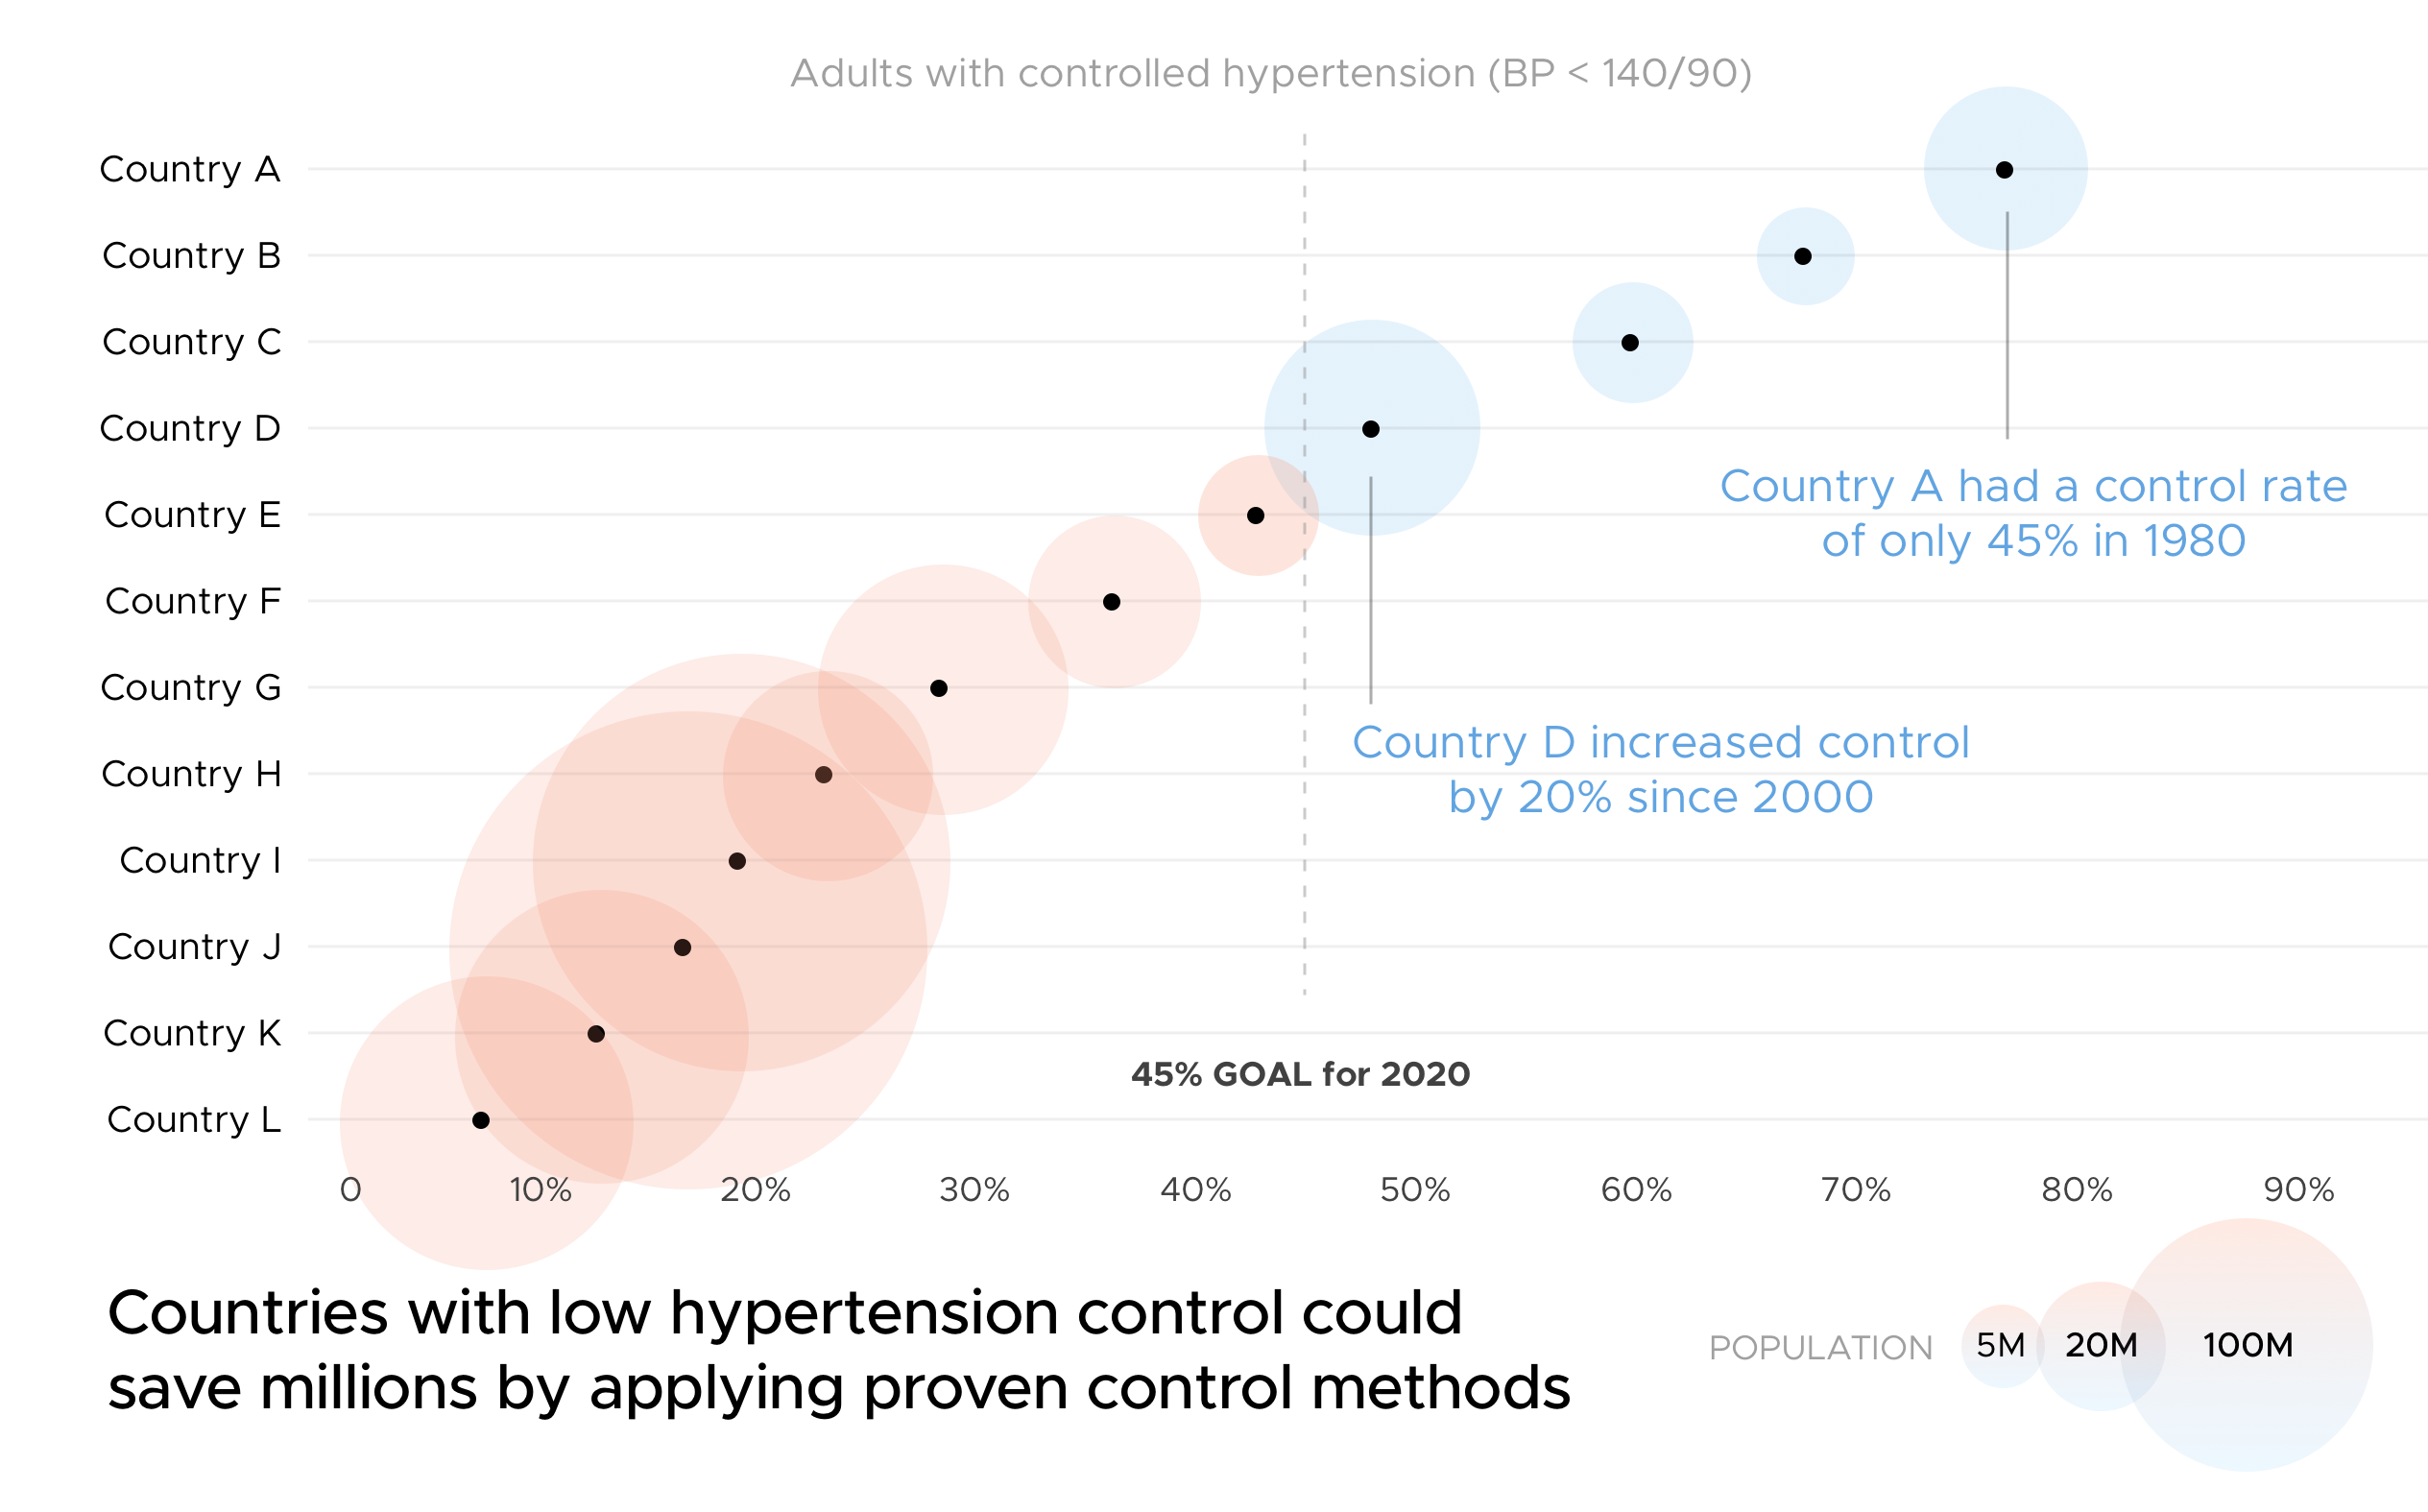 Adults with controlled hypertension (BP < 140/90)
Country A
Country B
Country C
Country D
Country E
Country F
Country G
Country H
Country I
Country J
Country K
Country L
Country A had a control rate
of only 45% in 1980
Country D increased control
by 20% since 2000
45% GOAL for 2020
0 10% 20% 30% 40% 50% 60% 70% 80% 90%
Countries with low hypertension control could
save millions by applying proven control methods
POPULATION 5M 20M 100M